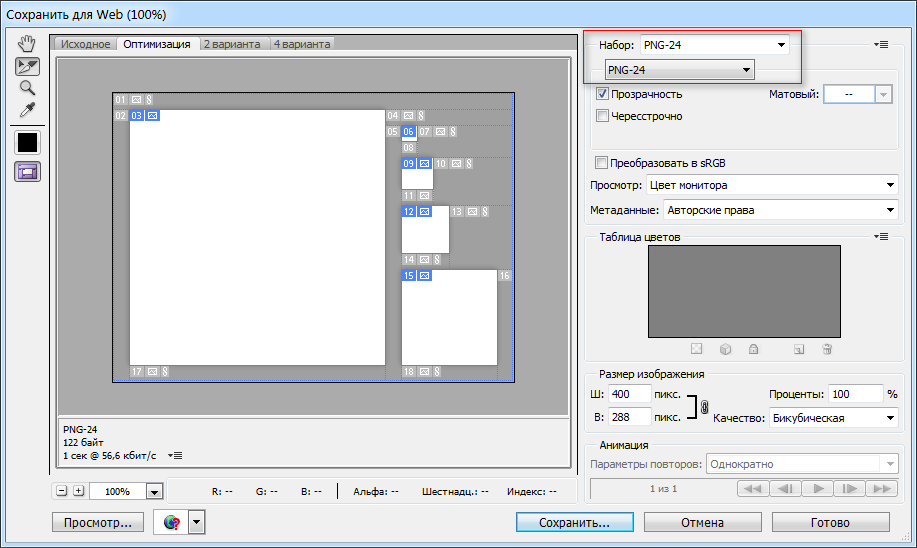 Сохранить для Web (100%)
Исходное Оптимизация 2 варианта 4 варианта
01
02 03 04
05 06 07
08
09 10
11
12 13
14
15 16
17 18
PNG-24
122 байт
1 сек @ 56,6 кбит/с
100% R: -- G: -- B: -- Альфа: -- Шестнадц.: -- Индекс: --
Просмотр... Сохранить... Отмена Готово
Набор: PNG-24
PNG-24
Прозрачность Матовый: --
Чересстрочно
Преобразовать в sRGB
Просмотр: Цвет монитора
Метаданные: Авторские права
Таблица цветов
Размер изображения
Ш: 400 пикс. Проценты: 100 %
В: 288 пикс. Качество: Бикубическая
Анимация
Параметры повторов: Однократно
1 из 1